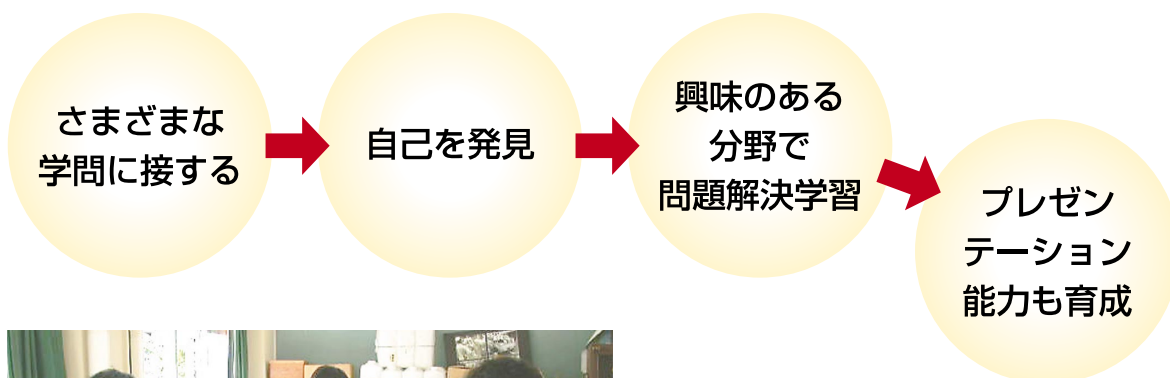 さまざまな
学問に接する
自己を発見
興味のある
分野で
問題解決学習
プレゼン
テーション
能力も育成